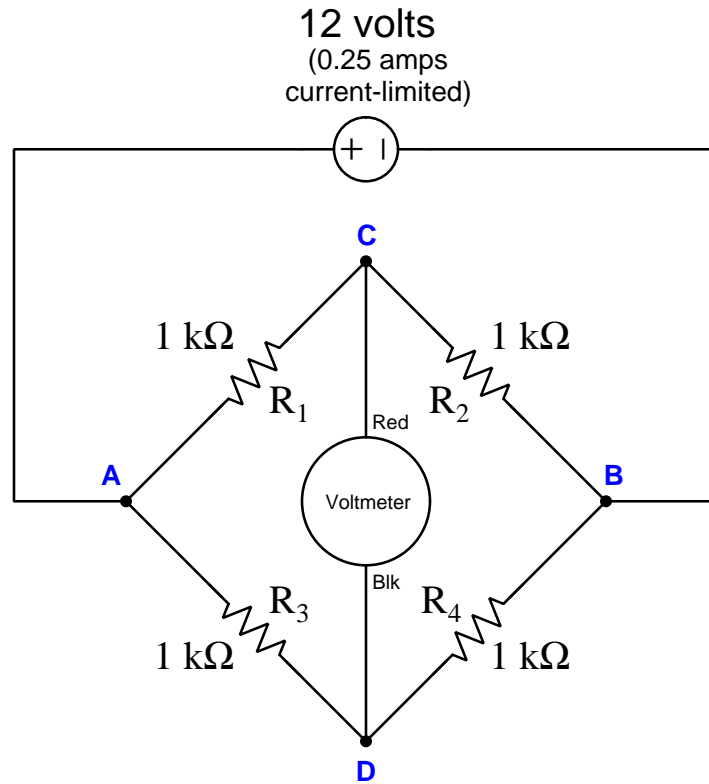 12 volts
(0.25 amps
current-limited)
+ -
C
1 kΩ
1 kΩ
R1
R2
Red
A
B
Voltmeter
Blk
R3
R4
1 kΩ
1 kΩ
D